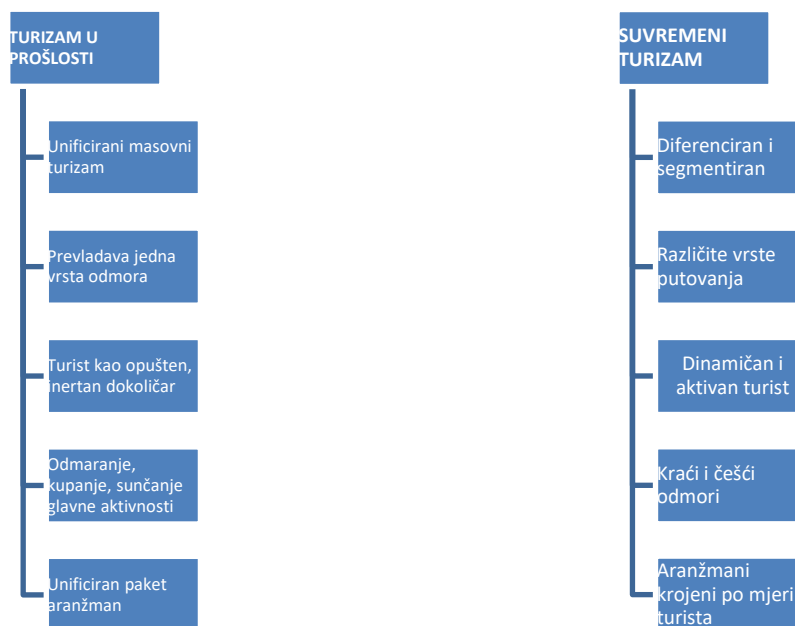 TURIZAM U
PROŠLOSTI
Unificirani masovni
turizam
Prevladava jedna
vrsta odmora
Turist kao opušten,
inertan dokoličar
Odmaranje,
kupanje, sunčanje
glavne aktivnosti
Unificiran paket
aranžman
SUVREMENI
TURIZAM
Diferenciran i
segmentiran
Različite vrste
putovanja
Dinamičan i
aktivan turist
Kraći i češći
odmori
Aranžmani
krojeni po mjeri
turista